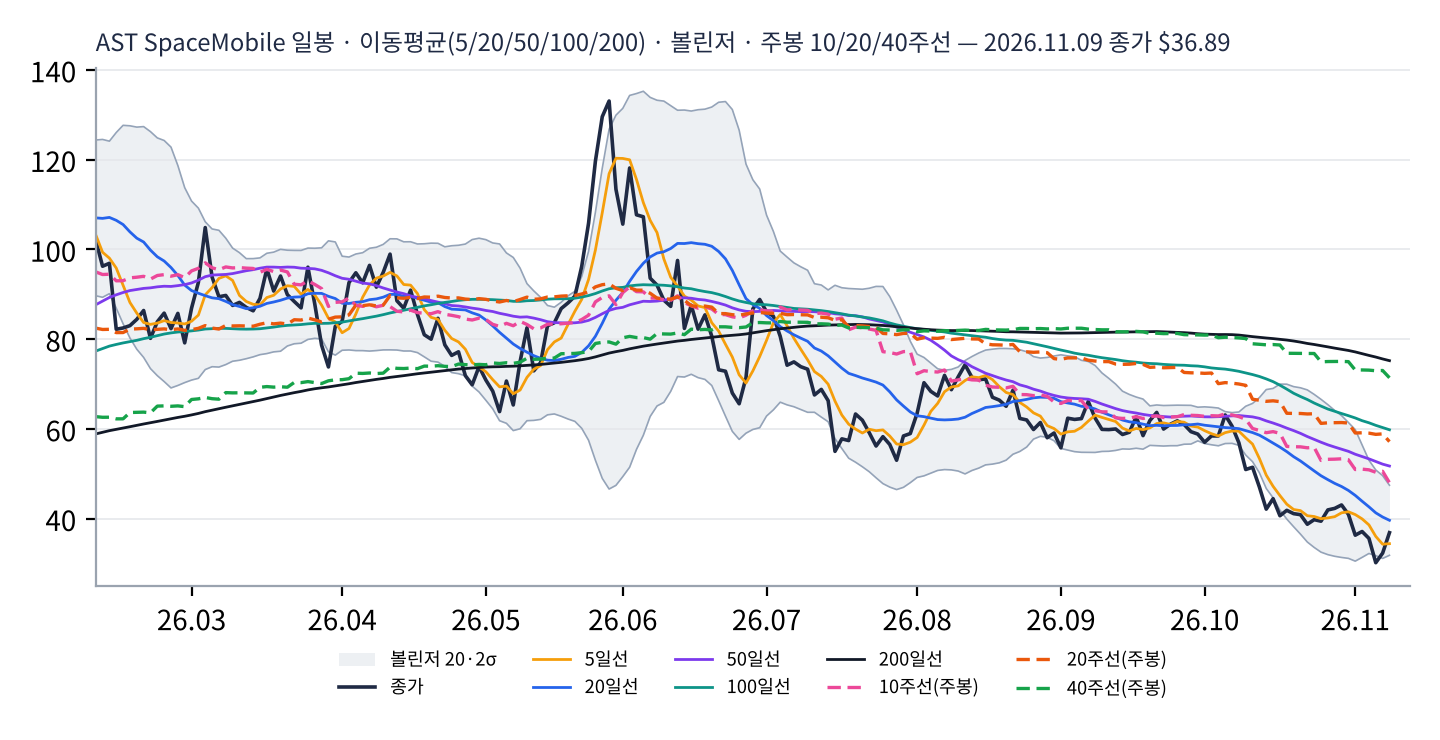 AST SpaceMobile 일봉 · 이동평균(5/20/50/100/200) · 볼린저 · 주봉 10/20/40주선 — 2026.11.09 종가 $36.89
140
120
100
80
60
40
26.03 26.04 26.05 26.06 26.07 26.08 26.09 26.10 26.11
볼린저 20·2σ 5일선 50일선 200일선 20주선(주봉)
종가 20일선 100일선 10주선(주봉) 40주선(주봉)